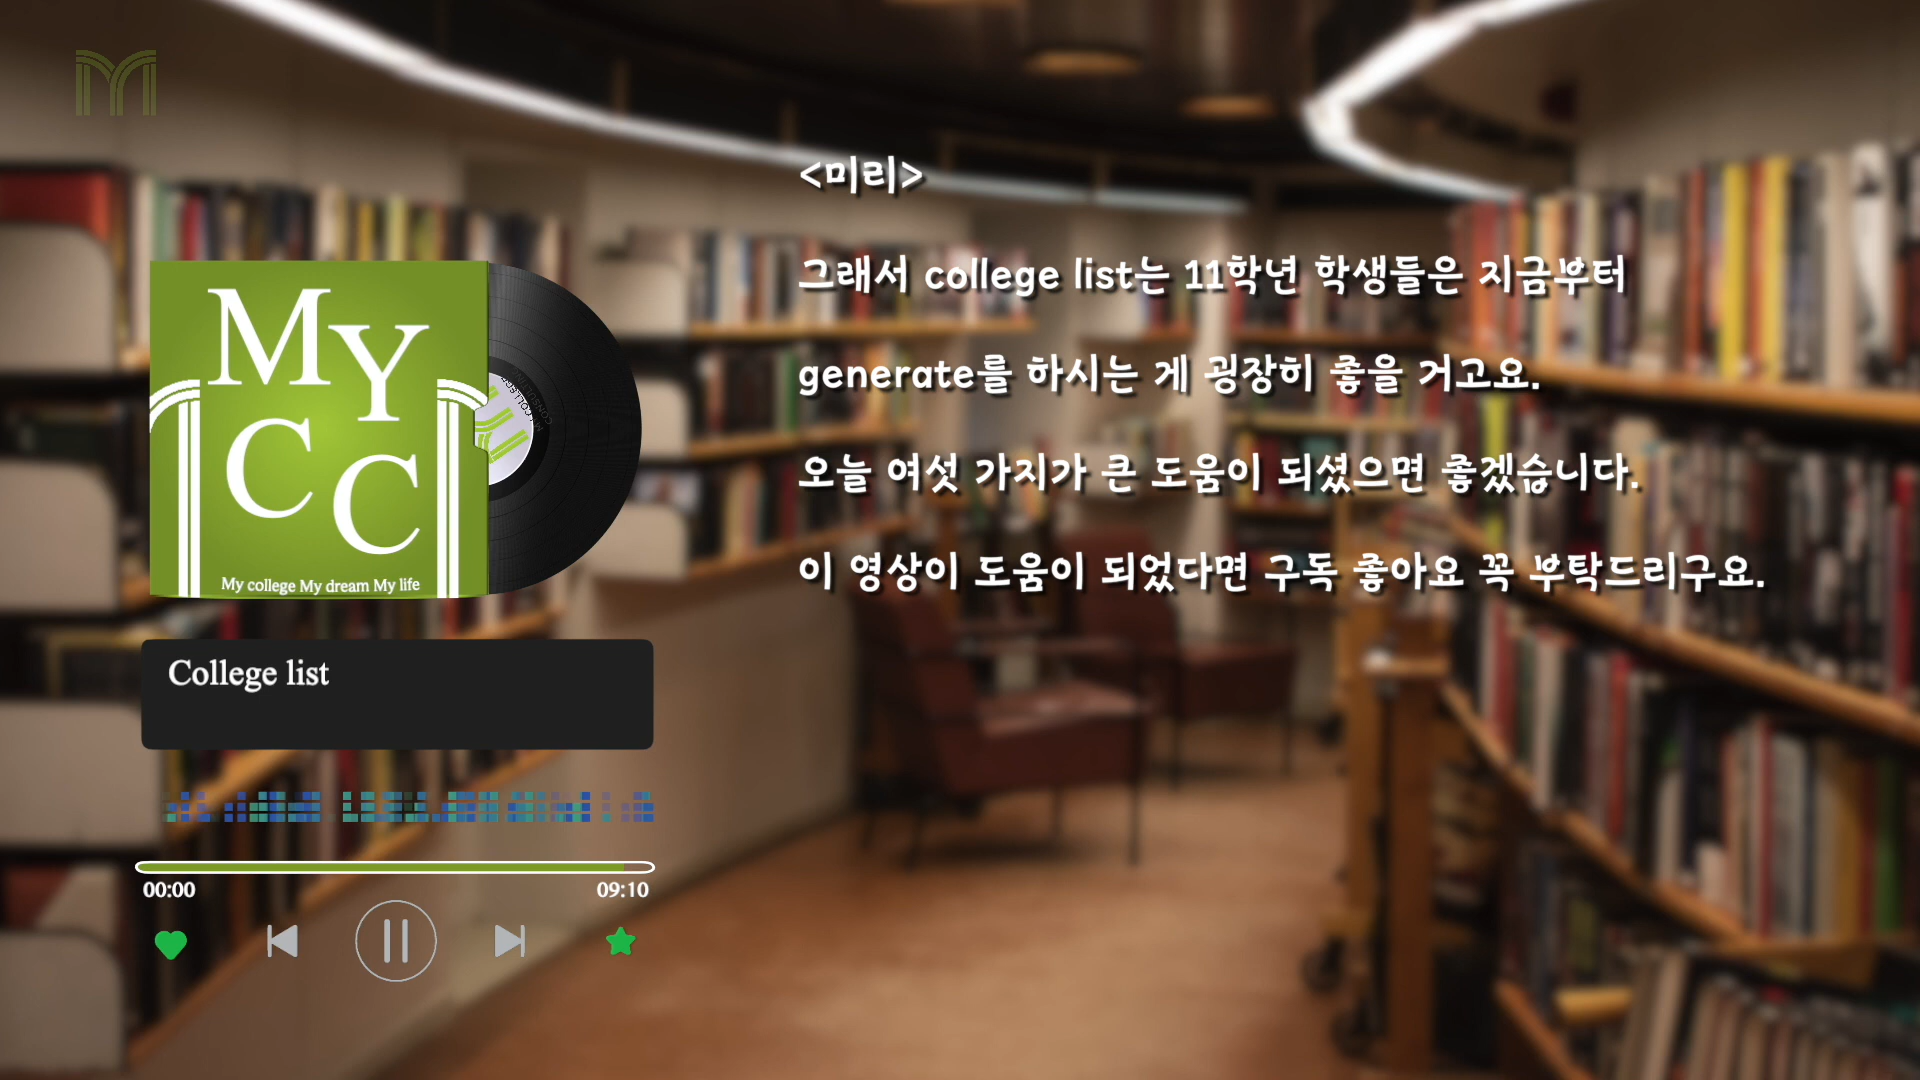 <미리>
그래서 college list는 11학년 학생들은 지금부터
generate를 하시는 게 굉장히 좋을 거고요.
오늘 여섯 가지가 큰 도움이 되셨으면 좋겠습니다.
이 영상이 도움이 되었다면 구독 좋아요 꼭 부탁드리구요.
MY
CC
My college My dream My life
College list
00:00 09:10